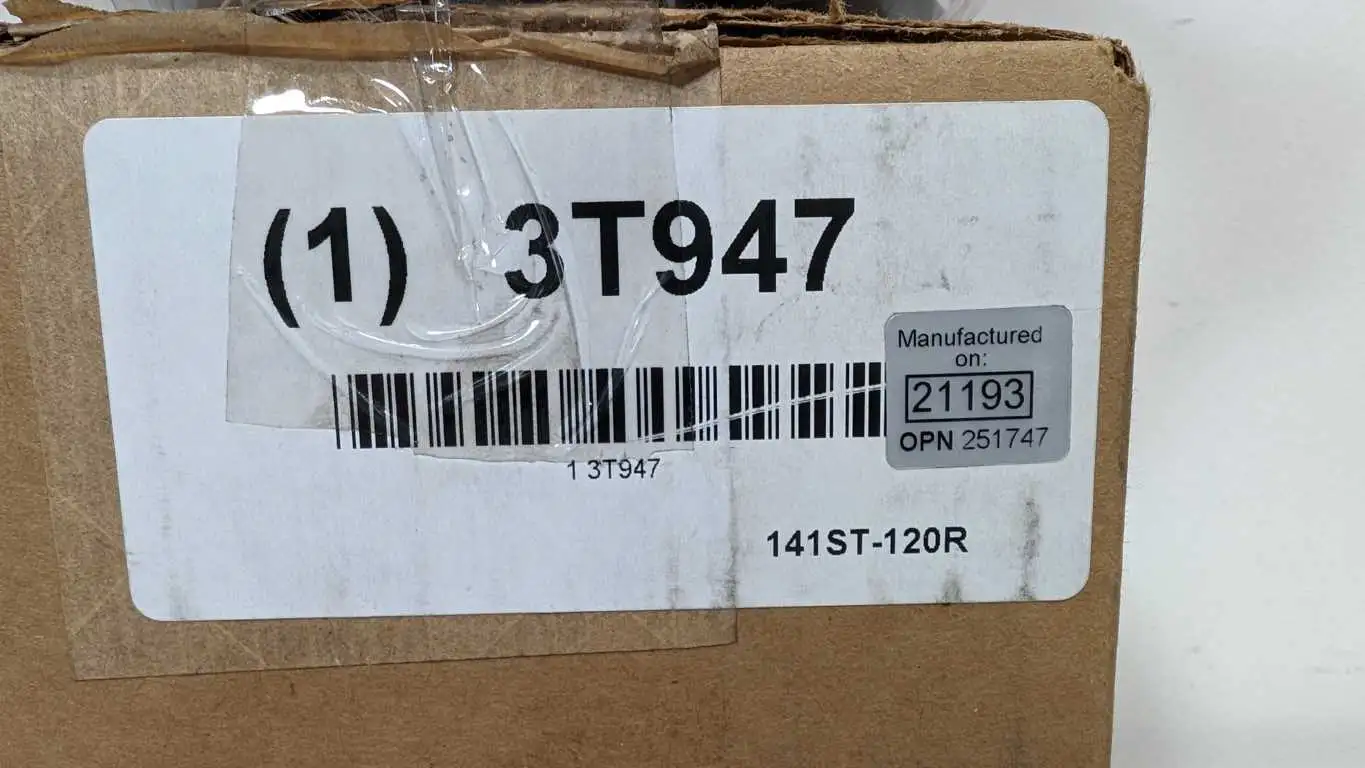 (1) 3T947
Manufactured
on:
21193
OPN 251747
1 3T947
141ST-120R